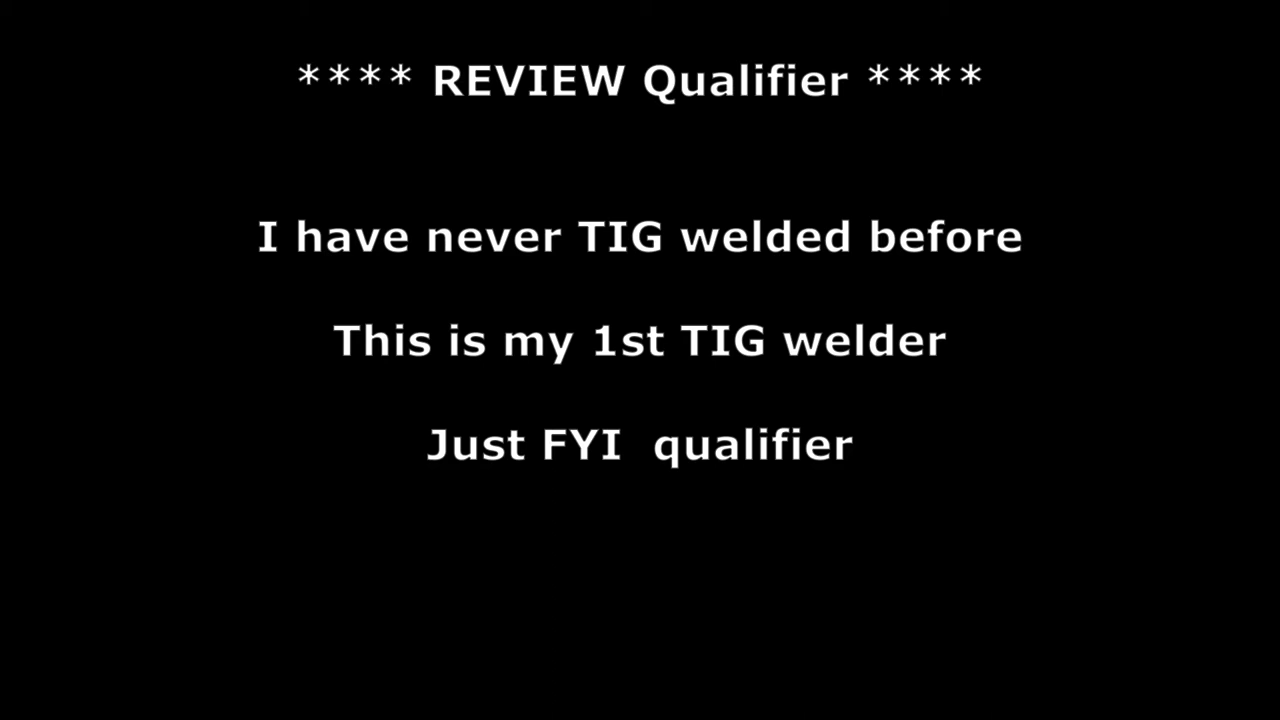 **** REVIEW Qualifier ****
I have never TIG welded before
This is my 1st TIG welder
Just FYI  qualifier